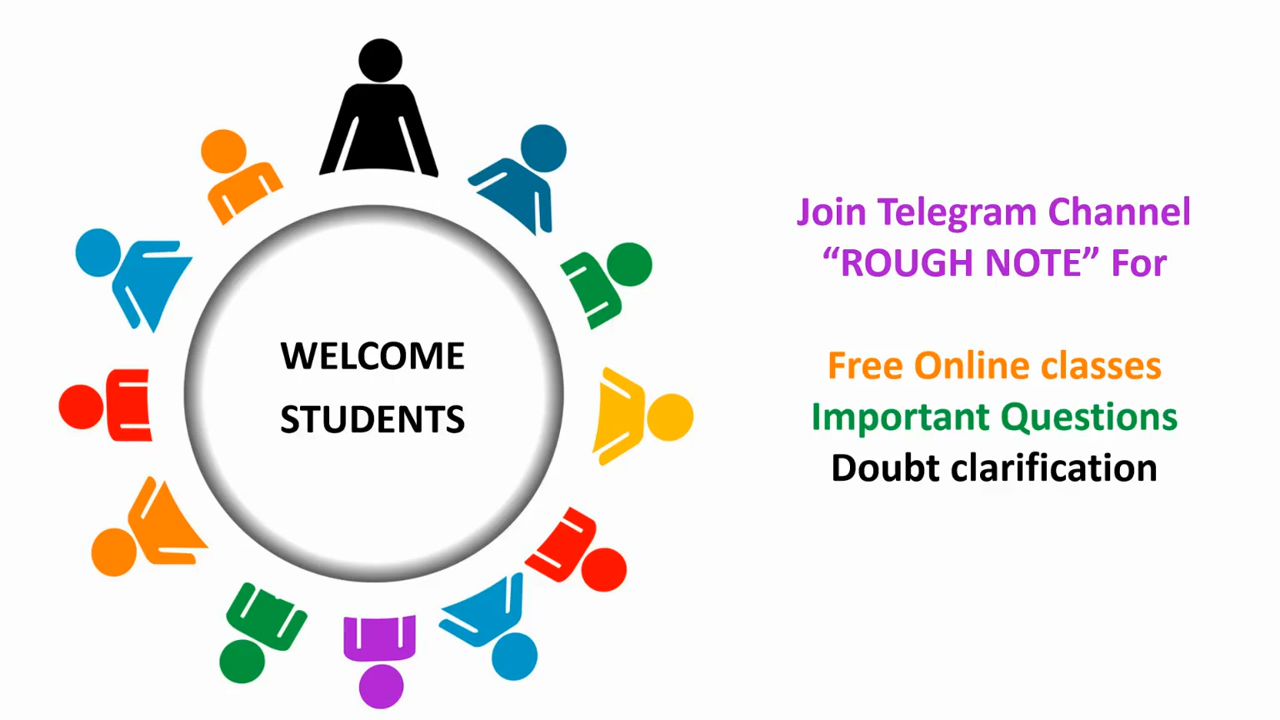 WELCOME
STUDENTS
Join Telegram Channel
“ROUGH NOTE” For
Free Online classes
Important Questions
Doubt clarification